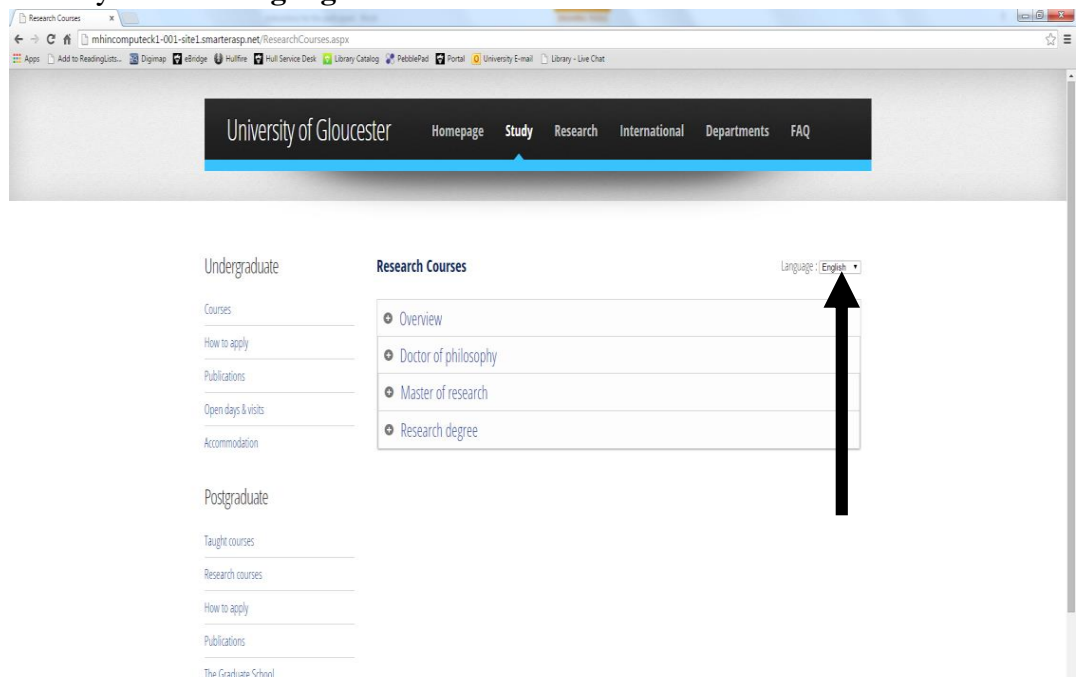 Research Courses
mhincomputeck1-001-site1.smarterasp.net/ResearchCourses.aspx
Apps Add to ReadingLists... Digimap eBridge Hullfire Hull Service Desk Library Catalog PebblePad Portal University E-mail Library - Live Chat
University of Gloucester Homepage Study Research International Departments FAQ
Undergraduate
Research Courses
Language : English
Courses
How to apply
Publications
Open days & visits
Accommodation
Overview
Doctor of philosophy
Master of research
Research degree
Postgraduate
Taught courses
Research courses
How to apply
Publications
The Graduate School